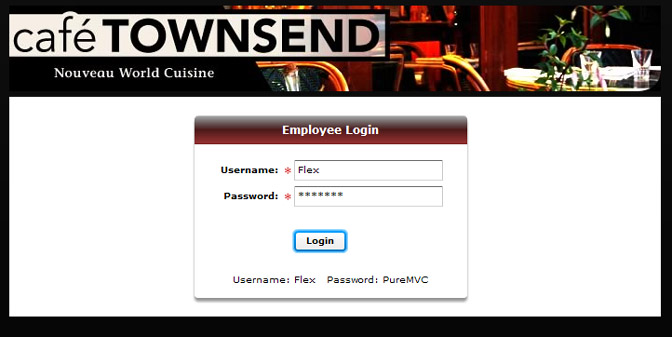 café TOWNSEND
Nouveau World Cuisine
Employee Login
Username: * Flex
Password: * *******
Login
Username: Flex Password: PureMVC